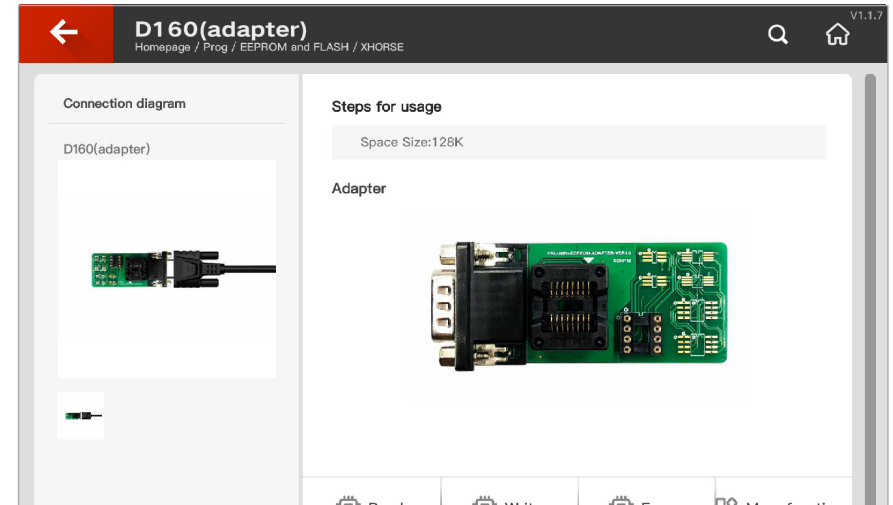 D160(adapter)
V1.1.7
Homepage / Prog / EEPROM and FLASH / XHORSE
Connection diagram
D160(adapter)
Steps for usage
Space Size:128K
Adapter